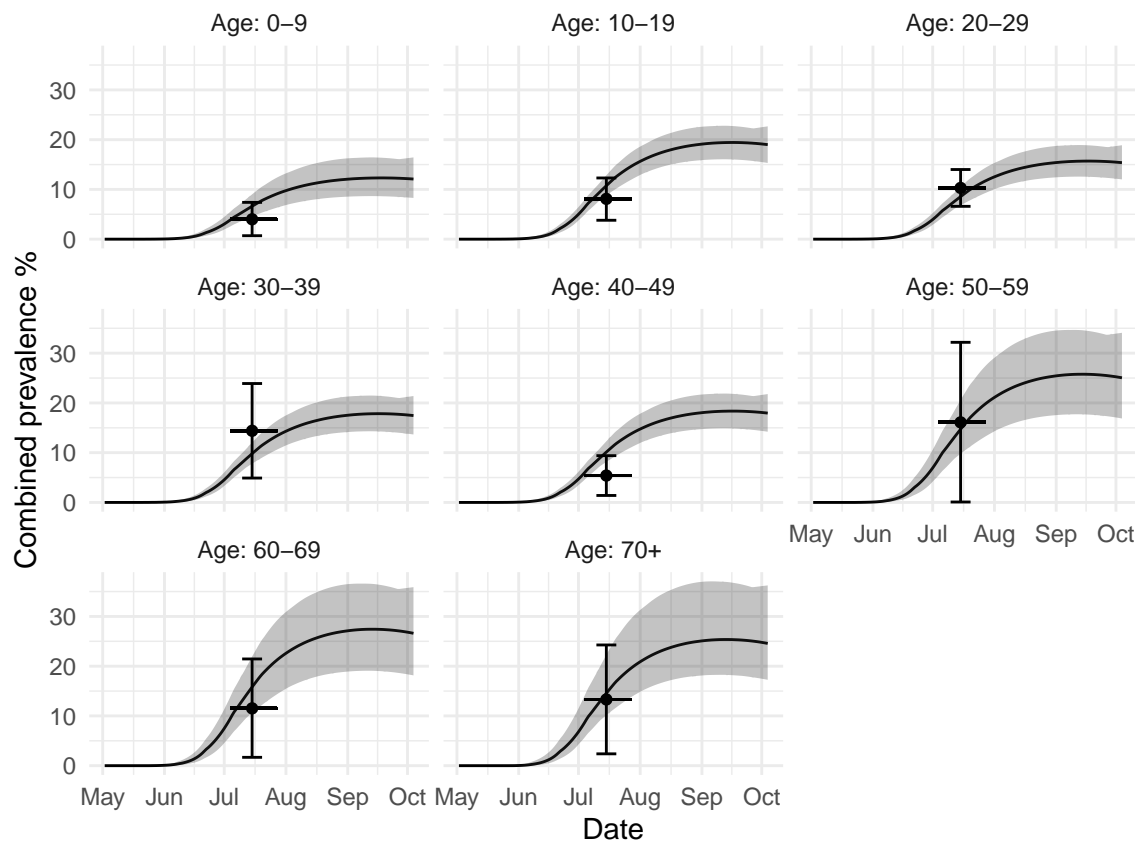 Age: 0–9
Age: 10–19
Age: 20–29
30
20
10
0
Age: 30–39
Age: 40–49
Age: 50–59
30
20
10
0
May Jun Jul Aug Sep Oct
Age: 60–69
Age: 70+
30
20
10
0
May Jun Jul Aug Sep Oct
May Jun Jul Aug Sep Oct
Combined prevalence %
Date